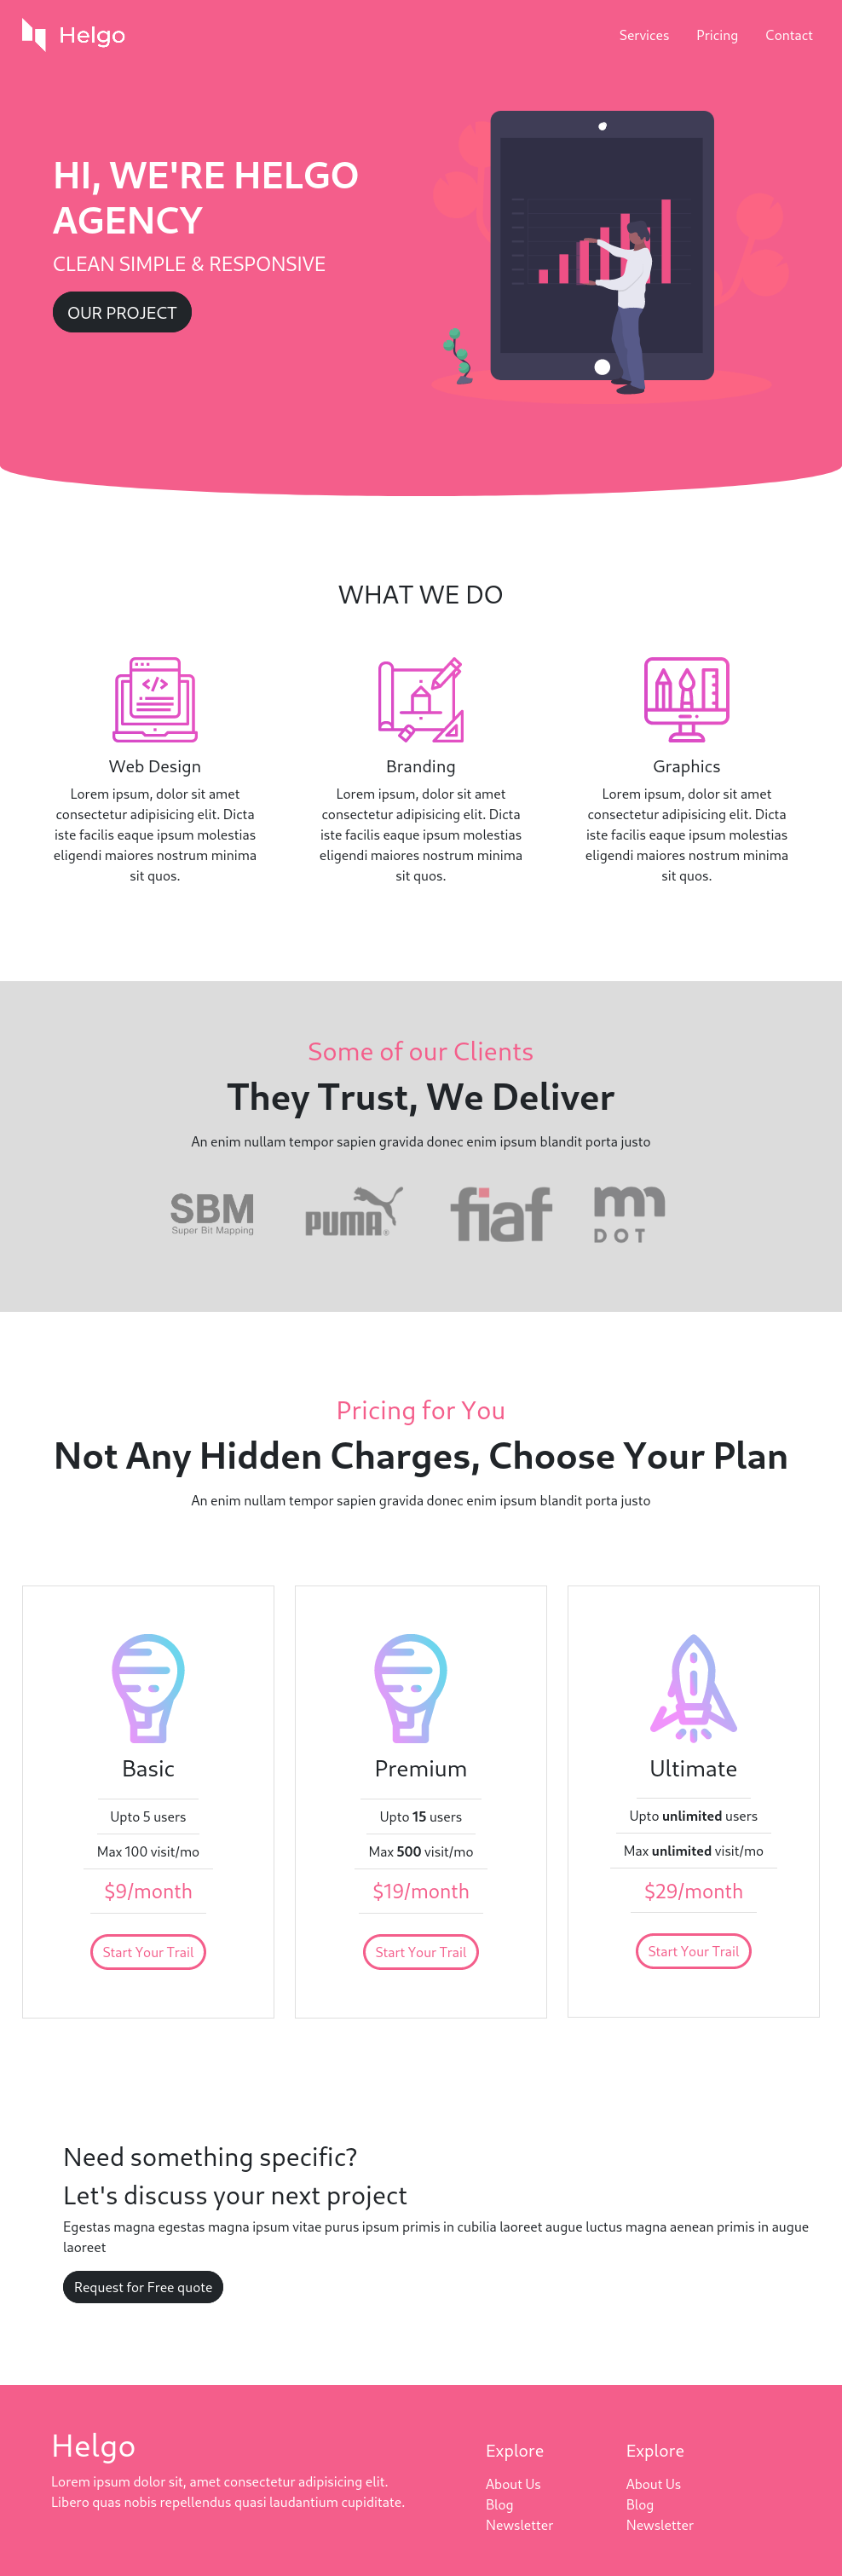 Helgo
Services Pricing Contact
HI, WE'RE HELGO
AGENCY
CLEAN SIMPLE & RESPONSIVE
OUR PROJECT
WHAT WE DO
Web Design
Lorem ipsum, dolor sit amet
consectetur adipisicing elit. Dicta
iste facilis eaque ipsum molestias
eligendi maiores nostrum minima
sit quos.
Branding
Lorem ipsum, dolor sit amet
consectetur adipisicing elit. Dicta
iste facilis eaque ipsum molestias
eligendi maiores nostrum minima
sit quos.
Graphics
Lorem ipsum, dolor sit amet
consectetur adipisicing elit. Dicta
iste facilis eaque ipsum molestias
eligendi maiores nostrum minima
sit quos.
Some of our Clients
They Trust, We Deliver
An enim nullam tempor sapien gravida donec enim ipsum blandit porta justo
SBM
Super Bit Mapping
PUMA®
fiaf
mn
DOT
Pricing for You
Not Any Hidden Charges, Choose Your Plan
An enim nullam tempor sapien gravida donec enim ipsum blandit porta justo
Basic
Upto 5 users
Max 100 visit/mo
$9/month
Start Your Trail
Premium
Upto 15 users
Max 500 visit/mo
$19/month
Start Your Trail
Ultimate
Upto unlimited users
Max unlimited visit/mo
$29/month
Start Your Trail
Need something specific?
Let's discuss your next project
Egestas magna egestas magna ipsum vitae purus ipsum primis in cubilia laoreet augue luctus magna aenean primis in augue
laoreet
Request for Free quote
Helgo
Lorem ipsum dolor sit, amet consectetur adipisicing elit.
Libero quas nobis repellendus quasi laudantium cupiditate.
Explore
About Us
Blog
Newsletter
Explore
About Us
Blog
Newsletter